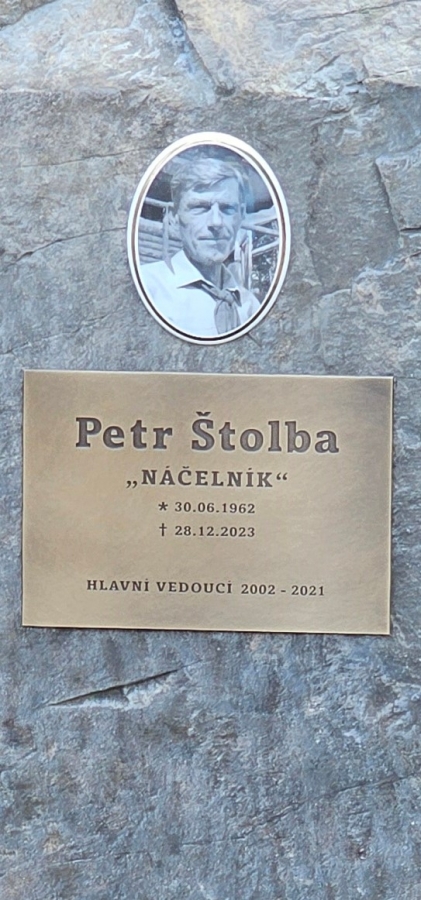 Petr Štolba
„NÁČELNÍK“
* 30.06.1962
† 28.12.2023
HLAVNÍ VEDOUCÍ 2002 - 2021